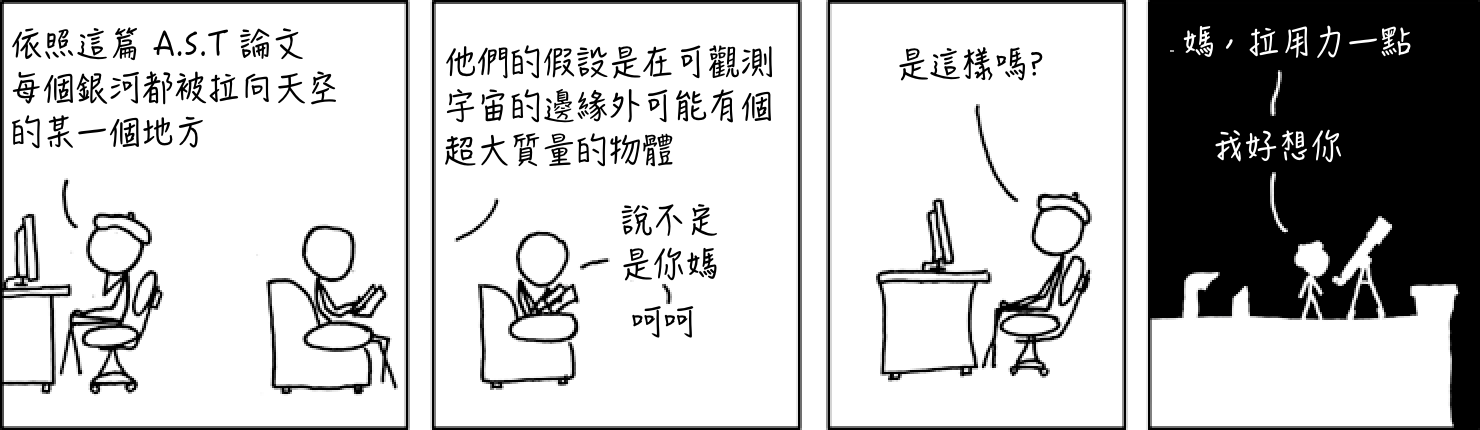 依照這篇 A.S.T 論文
每個銀河都被拉向天空
的某一個地方
他們的假設是在可觀測
宇宙的邊緣外可能有個
超大質量的物體
說不定
是你媽
呵呵
是這樣嗎?
媽，拉用力一點
我好想你